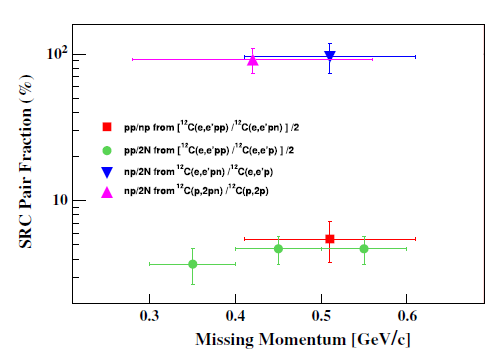 SRC Pair Fraction (%)
10²
10
pp/np from [ ¹²C(e,e'pp) /¹²C(e,e'pn) ] /2
pp/2N from [¹²C(e,e'pp) /¹²C(e,e'p) ] /2
np/2N from ¹²C(e,e'pn) /¹²C(e,e'p)
np/2N from ¹²C(p,2pn) /¹²C(p,2p)
0.3 0.4 0.5 0.6
Missing Momentum [GeV/c]